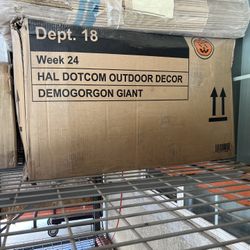 Dept. 18
Week 24
HAL DOTCOM OUTDOOR DECOR
DEMOGORGON GIANT